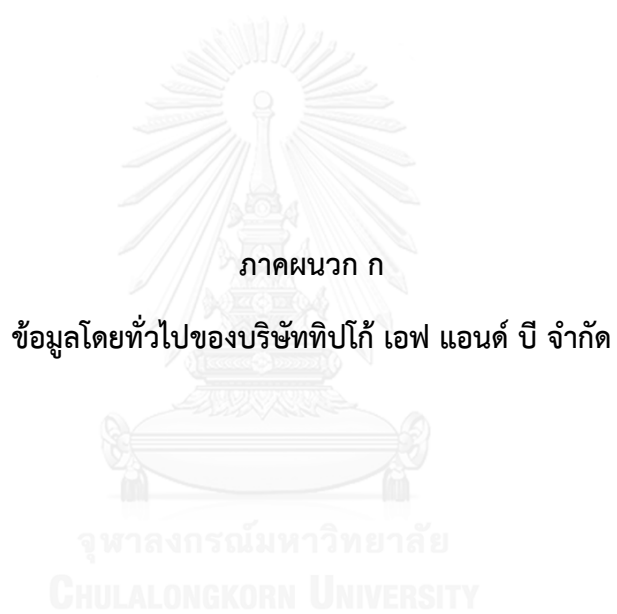 ภาคผนวก ก
ข้อมูลโดยทั่วไปของบริษัททิปโก้ เอฟ แอนด์ บี จำกัด
จุฬาลงกรณ์มหาวิทยาลัย
CHULALONGKORN UNIVERSITY